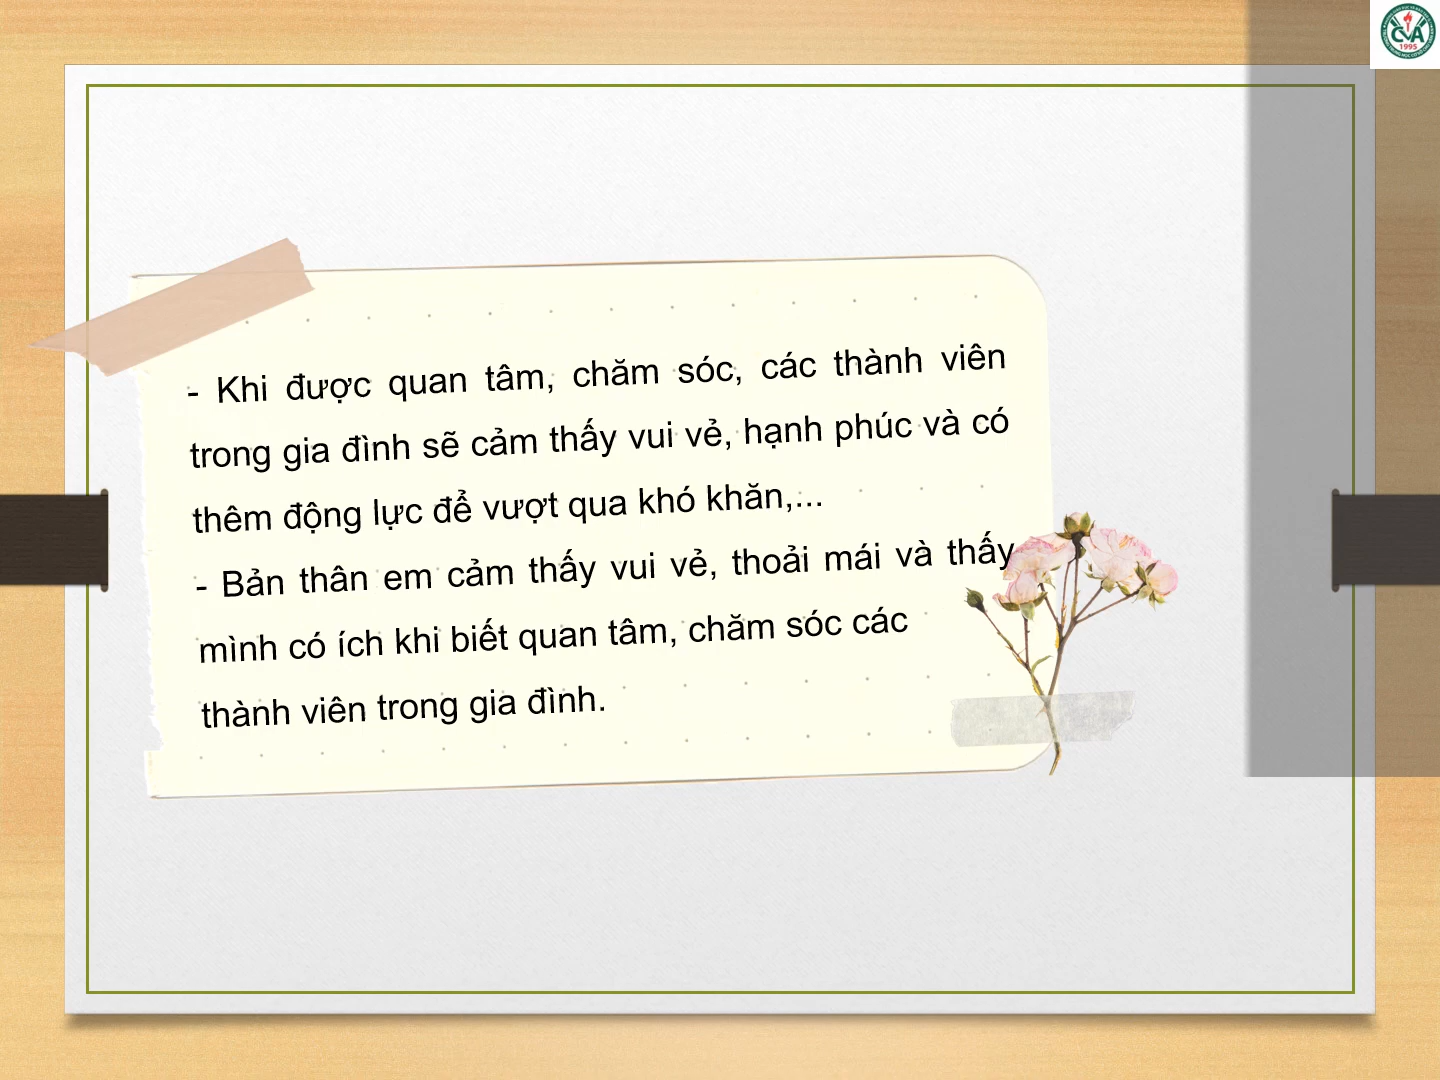 CVA
1995
- Khi được quan tâm, chăm sóc, các thành viên
trong gia đình sẽ cảm thấy vui vẻ, hạnh phúc và có
thêm động lực để vượt qua khó khăn,...
- Bản thân em cảm thấy vui vẻ, thoải mái và thấy
mình có ích khi biết quan tâm, chăm sóc các
thành viên trong gia đình.